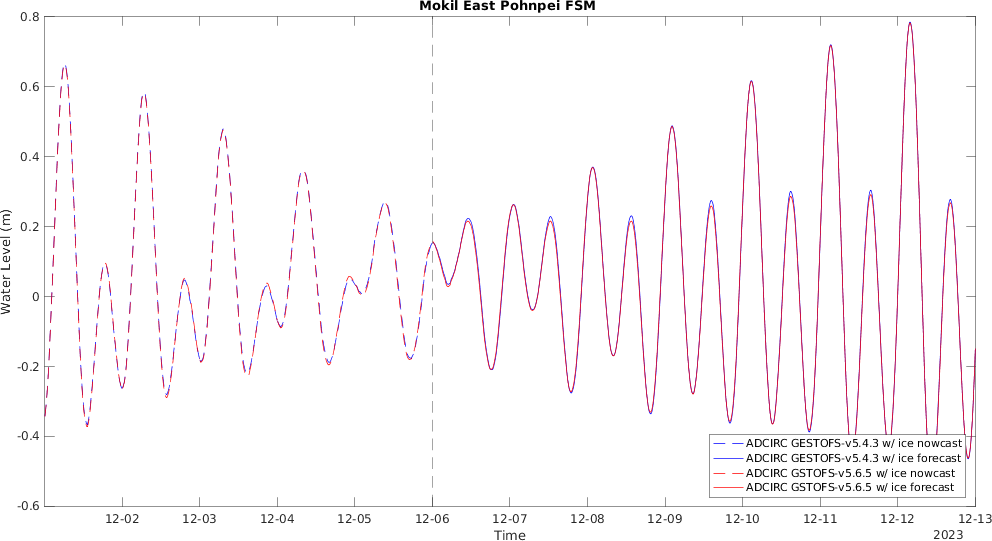 Mokil East Pohnpei FSM
0.8
0.6
0.4
0.2
0
-0.2
-0.4
-0.6
Water Level (m)
ADCIRC GESTOFS-v5.4.3 w/ ice nowcast
ADCIRC GESTOFS-v5.4.3 w/ ice forecast
ADCIRC GSTOFS-v5.6.5 w/ ice nowcast
ADCIRC GSTOFS-v5.6.5 w/ ice forecast
12-02 12-03 12-04 12-05 12-06 12-07 12-08 12-09 12-10 12-11 12-12 12-13
Time
2023